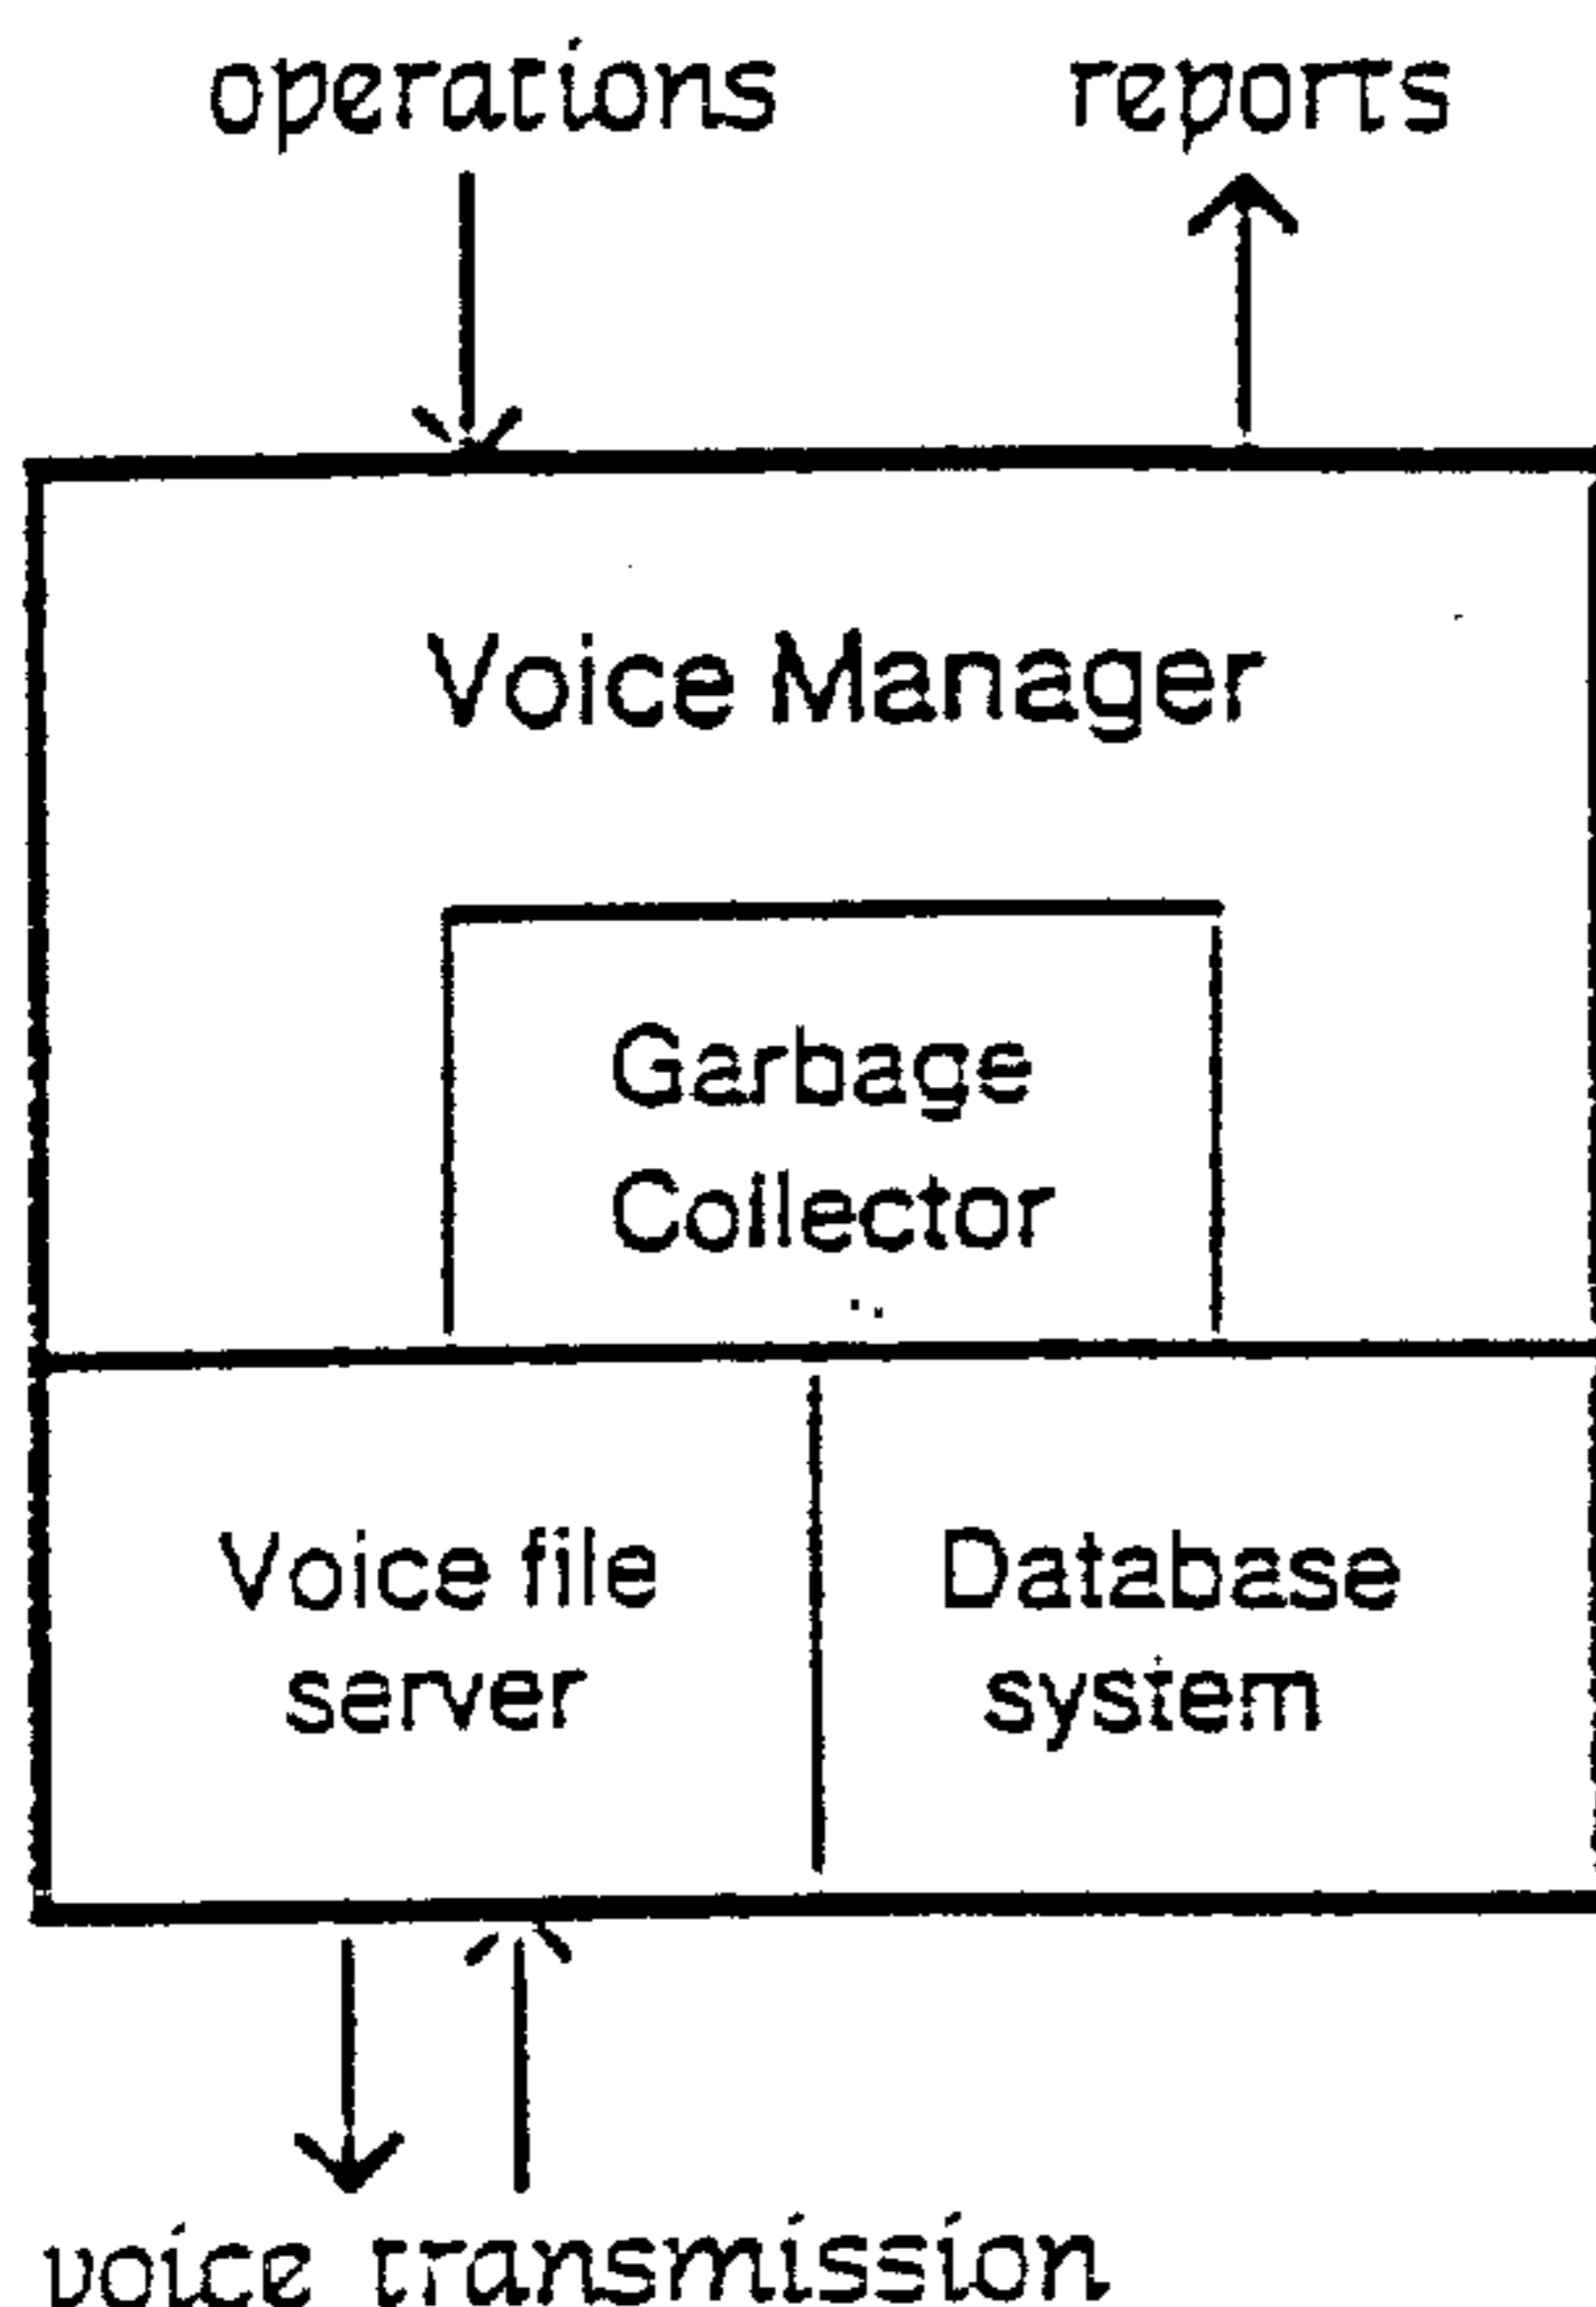 operations reports
Voice Manager
Garbage
Collector
Voice file Database
server system
voice transmission